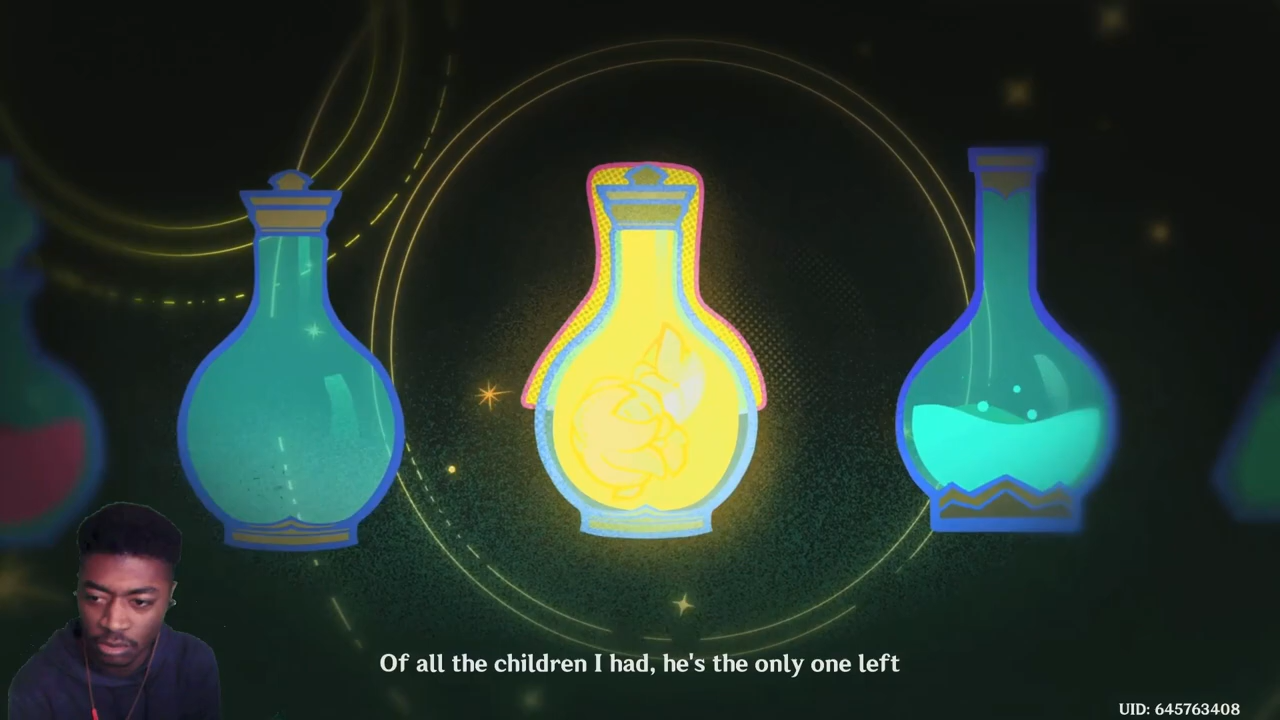 Of all the children I had, he's the only one left
UID: 645763408